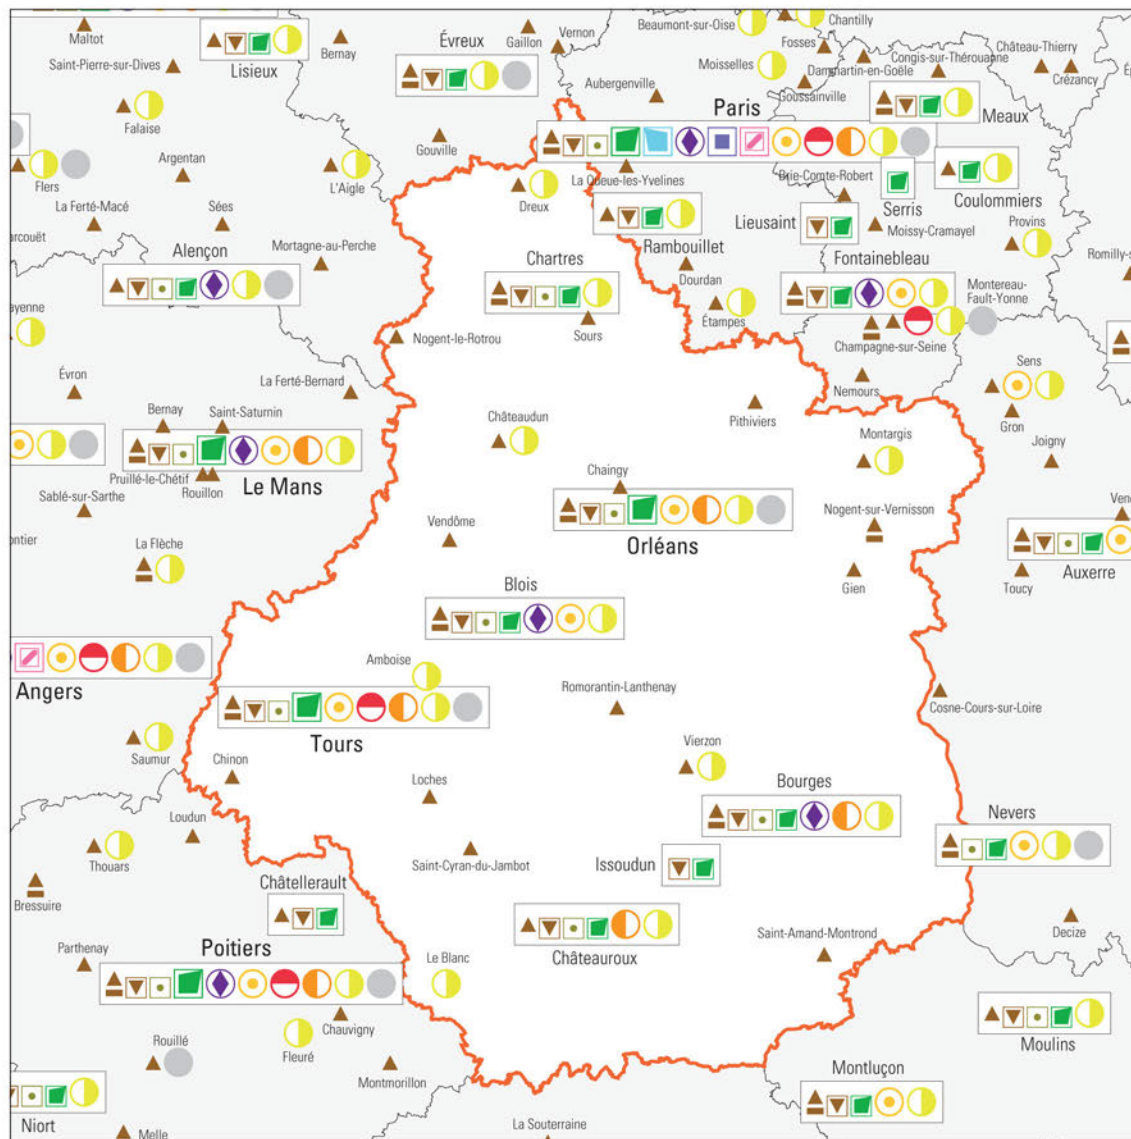 Beaumont-sur-Oise
Chantilly
Maltot
Gaillon
Vernon
Bernay
Évreux
Fosses
Château-Thierry
Saint-Pierre-sur-Dives
Lisieux
Moisselles
Congis-sur-Thérouanne
Dammartin-en-Goële
Crézancy
Aubergenville
Goussainville
Falaise
Paris
Meaux
Gouville
Argentan
Flers
L'Aigle
La Queue-les-Yvelines
Brie-Comte-Robert
Dreux
Serris
Coulommiers
La Ferté-Macé
Sées
Lieusaint
Provins
arcouët
Moissy-Cramayel
Alençon
Mortagne-au-Perche
Rambouillet
Romilly-s
Chartres
Fontainebleau
Dourdan
Montereau-
Fault-Yonne
ayenne
Étampes
Nogent-le-Rotrou
Sours
Champagne-sur-Seine
Évron
La Ferté-Bernard
Sens
Nemours
Bernay
Saint-Saturnin
Châteaudun
Pithiviers
Gron
Montargis
Joigny
Pruillé-le-Chétif
Rouillon
Le Mans
Chaingy
Sablé-sur-Sarthe
Ven
Vendôme
Nogent-sur-Vernisson
ontier
La Flèche
Orléans
Auxerre
Blois
Gien
Toucy
Amboise
Angers
Romorantin-Lanthenay
Cosne-Cours-sur-Loire
Tours
Saumur
Chinon
Vierzon
Loches
Bourges
Loudun
Nevers
Thouars
Saint-Cyran-du-Jambot
Issoudun
Châtellerault
Bressuire
Decize
Parthenay
Poitiers
Le Blanc
Châteauroux
Saint-Amand-Montrond
Chauvigny
Rouillé
Fleuré
Moulins
Montmorillon
Montluçon
Niort
La Souterraine
Melle